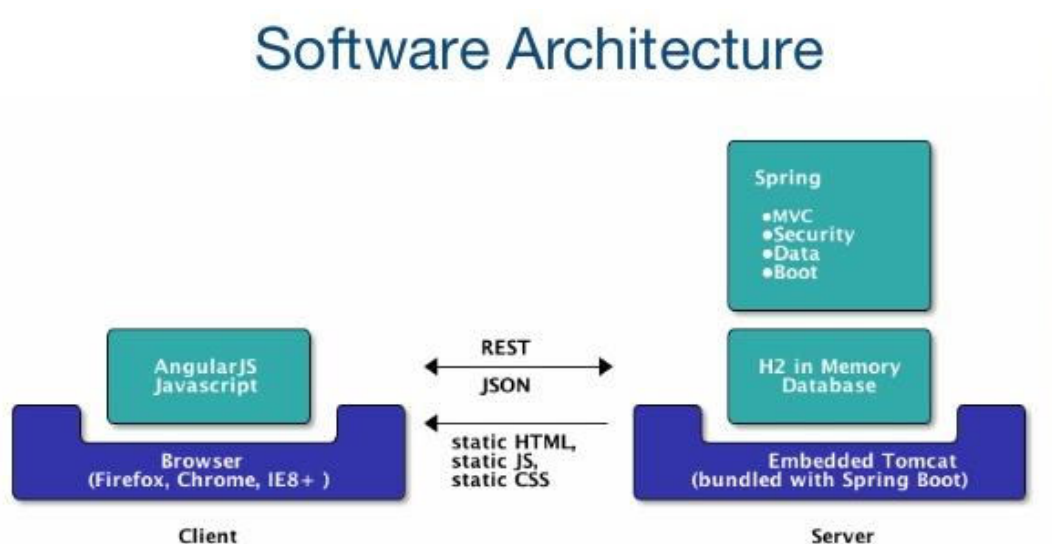 Software Architecture
Spring
•MVC
•Security
•Data
•Boot
AngularJS
Javascript
REST
JSON
H2 in Memory
Database
static HTML,
static JS,
static CSS
Browser
(Firefox, Chrome, IE8+ )
Embedded Tomcat
(bundled with Spring Boot)
Client
Server